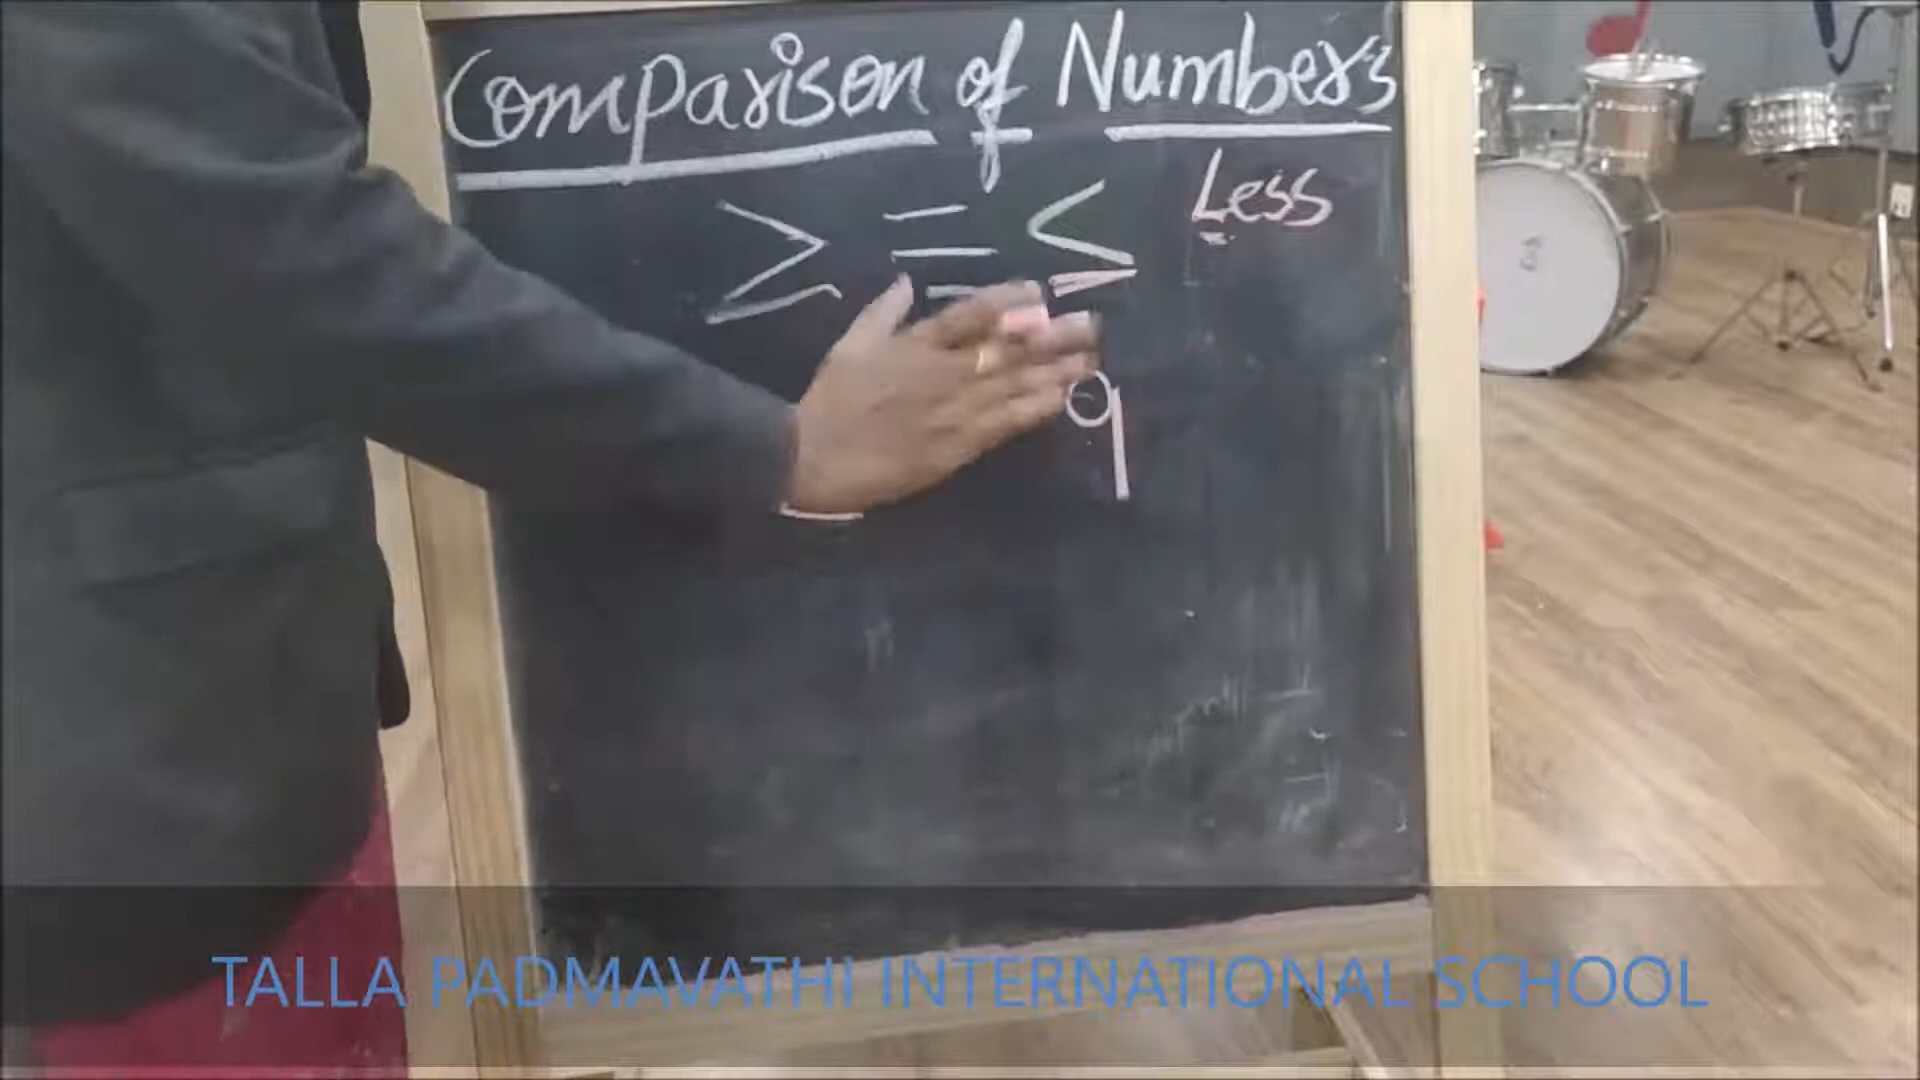 Comparison of Numbers
> = < Less
9
TALLA PADMAVATHI INTERNATIONAL SCHOOL